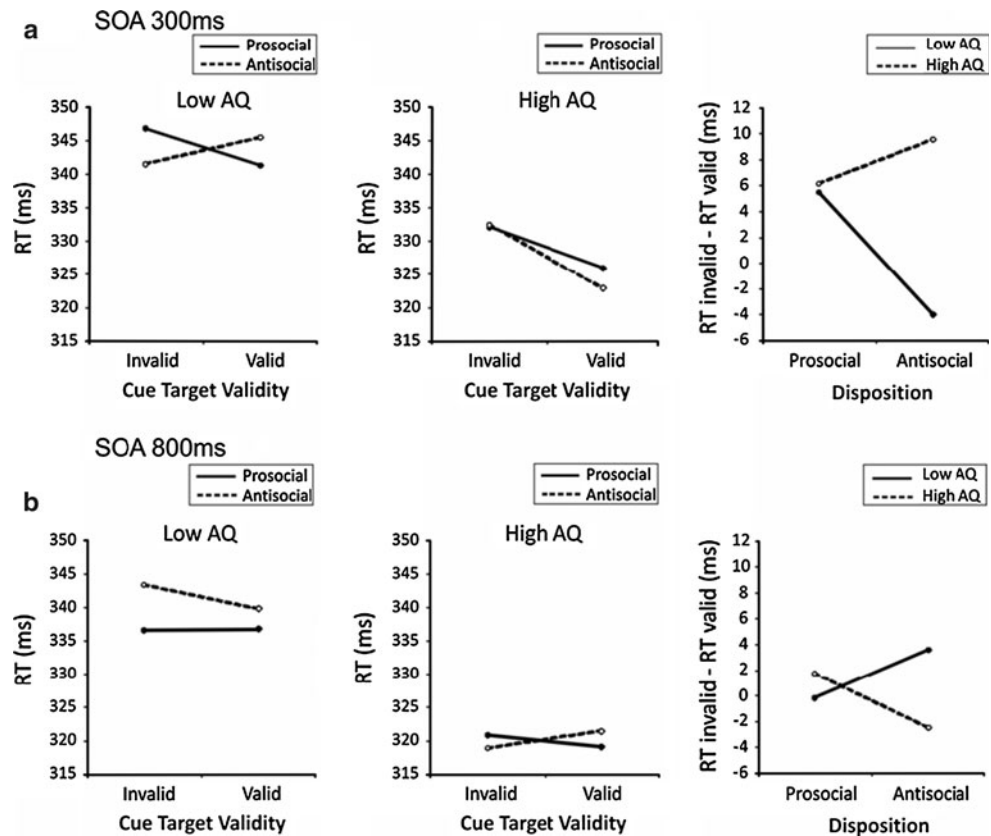 a SOA 300ms
Prosocial
Antisocial
Low AQ
350
345
340
335
330
325
320
315
RT (ms)
Invalid Valid
Cue Target Validity
Prosocial
Antisocial
High AQ
350
345
340
335
330
325
320
315
RT (ms)
Invalid Valid
Cue Target Validity
Low AQ
High AQ
12
10
8
6
4
2
0
-2
-4
-6
RT invalid - RT valid (ms)
Prosocial Antisocial
Disposition
SOA 800ms
b
Prosocial
Antisocial
Low AQ
350
345
340
335
330
325
320
315
RT (ms)
Invalid Valid
Cue Target Validity
Prosocial
Antisocial
High AQ
350
345
340
335
330
325
320
315
RT (ms)
Invalid Valid
Cue Target Validity
Low AQ
High AQ
12
10
8
6
4
2
0
-2
-4
-6
RT invalid - RT valid (ms)
Prosocial Antisocial
Disposition